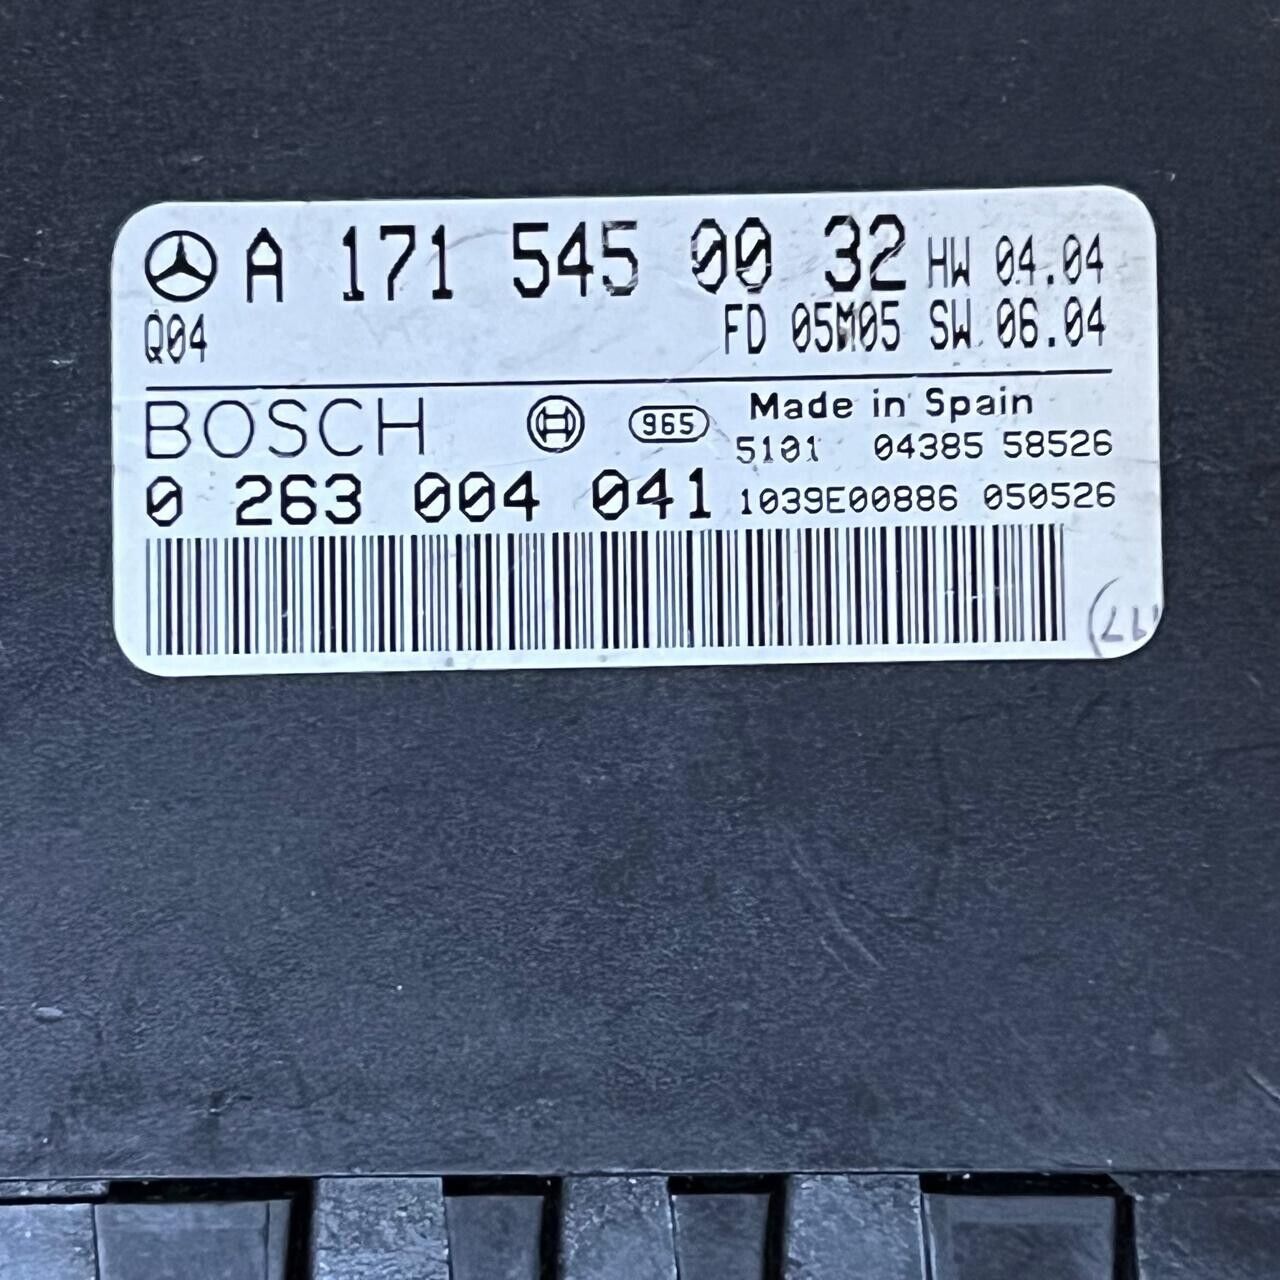 A 171 545 00 32 HW 04.04
Q04 FD 05M05 SW 06.04
BOSCH 965 Made in Spain
5101 04385 58526
0 263 004 041 1039E00886 050526